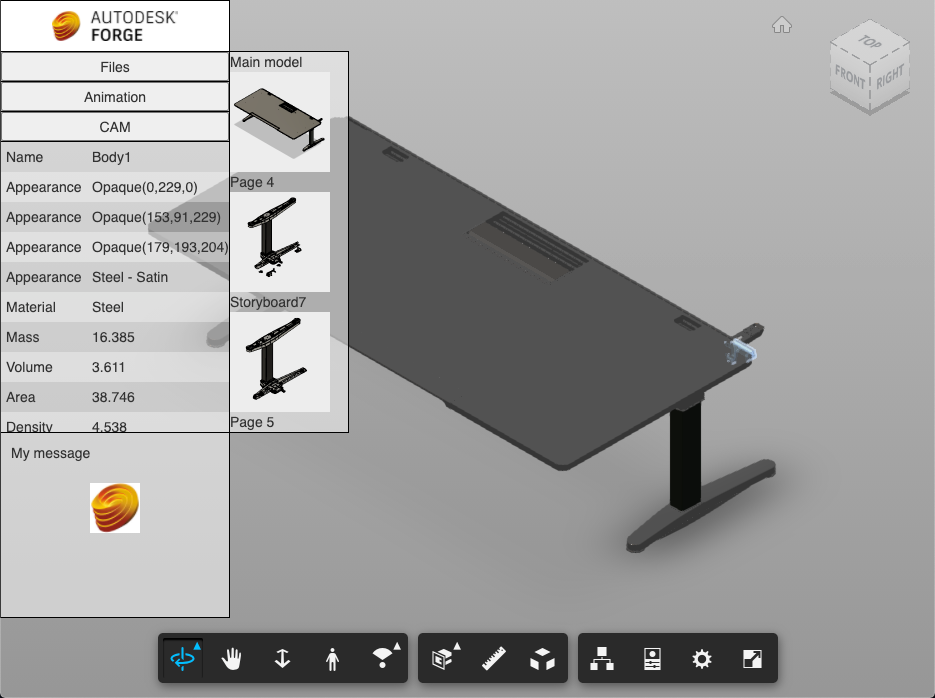 AUTODESK®
FORGE
Files
Animation
CAM
Name Body1
Appearance Opaque(0,229,0)
Appearance Opaque(153,91,229)
Appearance Opaque(179,193,204)
Appearance Steel - Satin
Material Steel
Mass 16.385
Volume 3.611
Area 38.746
Density 4.538
My message
Main model
Page 4
Storyboard7
Page 5
TOP
FRONT
RIGHT